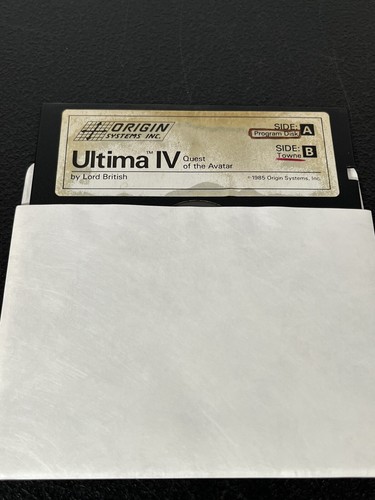 ORIGIN
SYSTEMS INC.
SIDE: A
Program Disk
Ultima™ IV Quest
of the Avatar
SIDE: B
Towne
by Lord British
© 1985 Origin Systems, Inc.